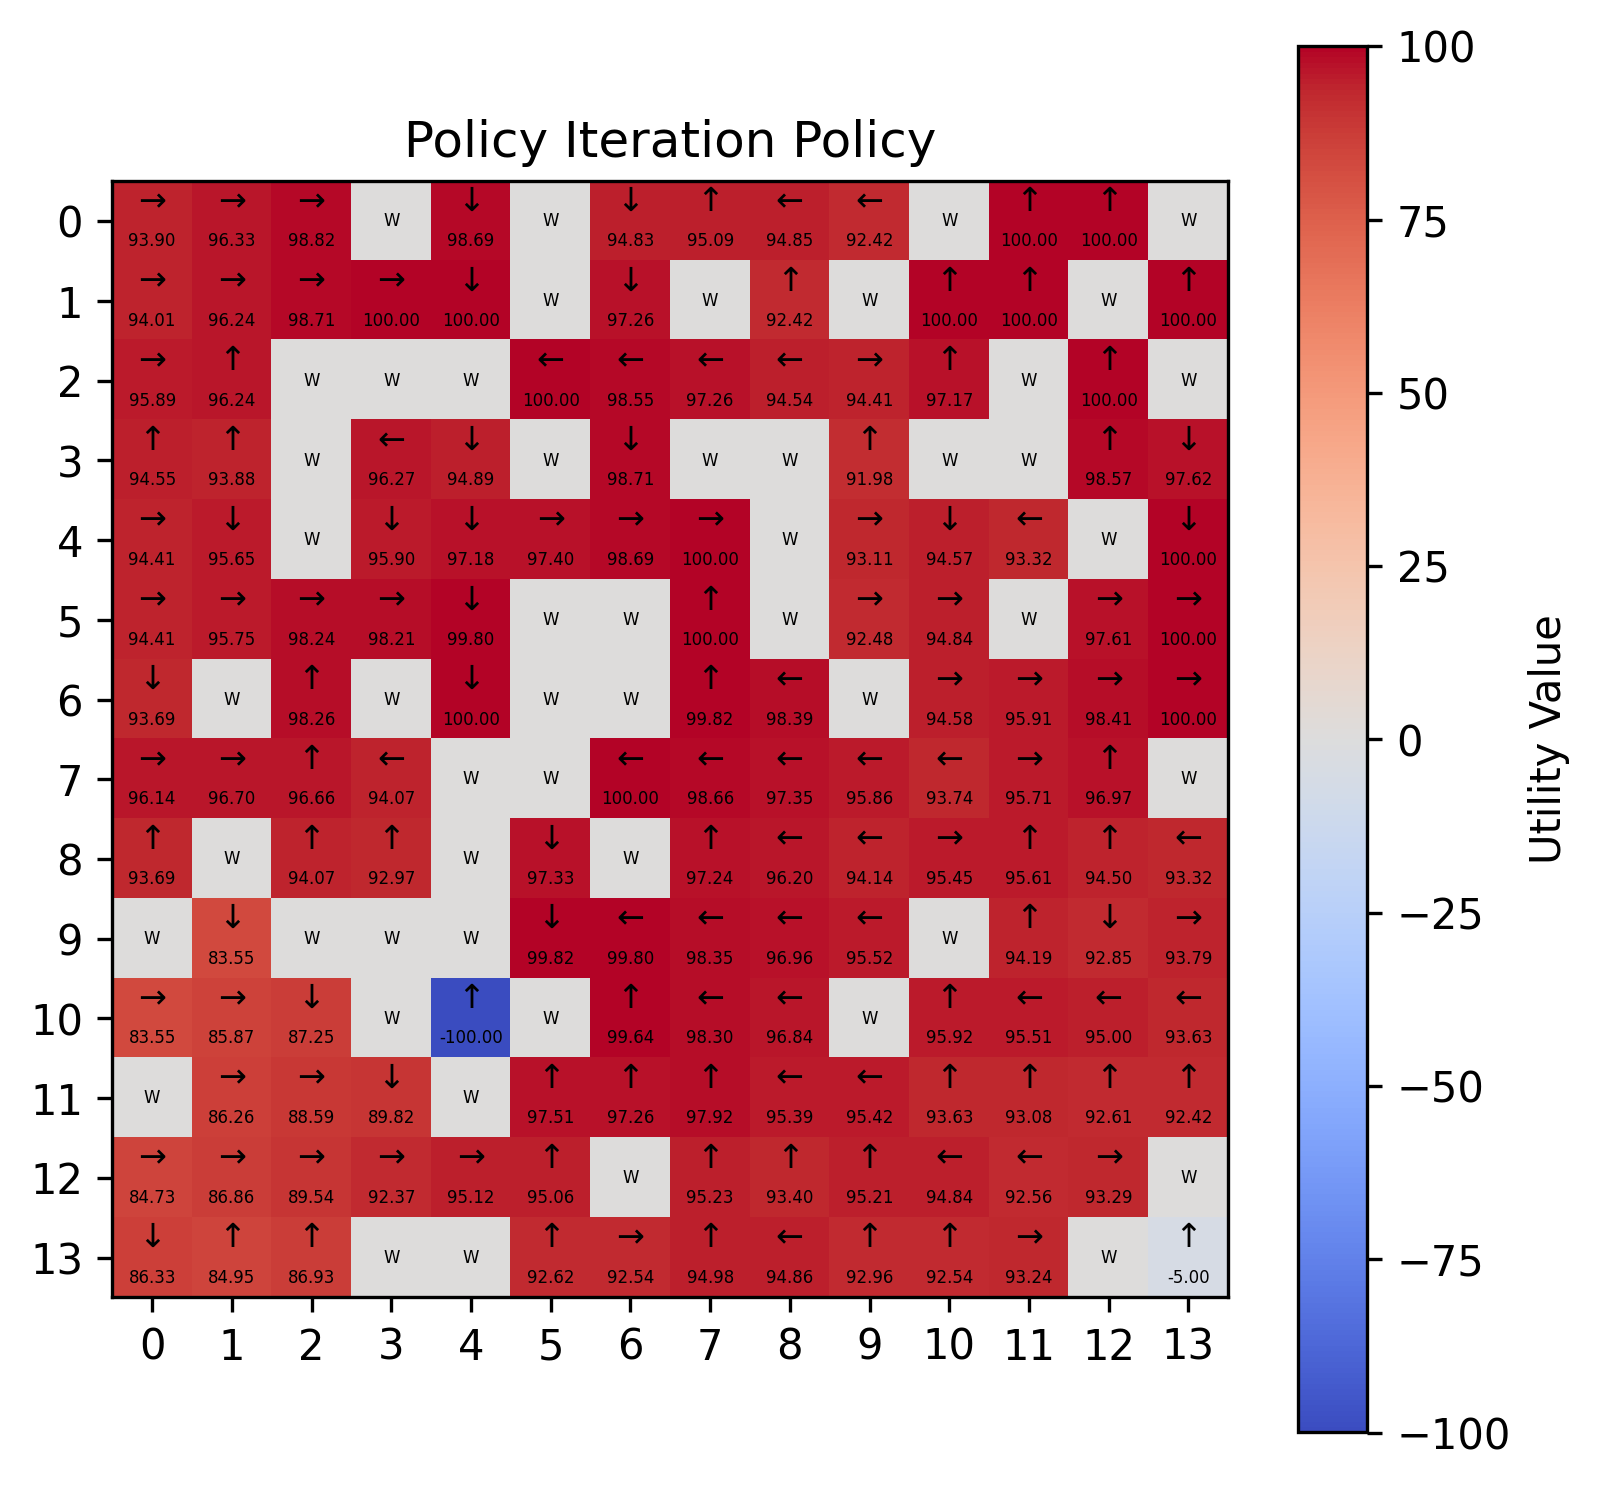 Policy Iteration Policy
0 → 93.90 → 96.33 → 98.82 W ↓ 98.69 W ↓ 94.83 ↑ 95.09 ← 94.85 ← 92.42 W ↑ 100.00 ↑ 100.00 W
1 → 94.01 → 96.24 → 98.71 → 100.00 ↓ 100.00 W ↓ 97.26 W ↑ 92.42 W ↑ 100.00 ↑ 100.00 W ↑ 100.00
2 → 95.89 ↑ 96.24 W W W ← 100.00 ← 98.55 ← 97.26 ← 94.54 → 94.41 ↑ 97.17 W ↑ 100.00 W
3 ↑ 94.55 ↑ 93.88 W ← 96.27 ↓ 94.89 W ↓ 98.71 W W ↑ 91.98 W W ↑ 98.57 ↓ 97.62
4 → 94.41 ↓ 95.65 W ↓ 95.90 ↓ 97.18 → 97.40 → 98.69 → 100.00 W → 93.11 ↓ 94.57 ← 93.32 W ↓ 100.00
5 → 94.41 → 95.75 → 98.24 → 98.21 ↓ 99.80 W W ↑ 100.00 W → 92.48 → 94.84 W → 97.61 → 100.00
6 ↓ 93.69 W ↑ 98.26 W ↓ 100.00 W W ↑ 99.82 ← 98.39 W → 94.58 → 95.91 → 98.41 → 100.00
7 → 96.14 → 96.70 ↑ 96.66 ← 94.07 W W ← 100.00 ← 98.66 ← 97.35 ← 95.86 ← 93.74 → 95.71 ↑ 96.97 W
8 ↑ 93.69 W ↑ 94.07 ↑ 92.97 W ↓ 97.33 W ↑ 97.24 ← 96.20 ← 94.14 → 95.45 ↑ 95.61 ↑ 94.50 ← 93.32
9 W ↓ 83.55 W W W ↓ 99.82 ← 99.80 ← 98.35 ← 96.96 ← 95.52 W ↑ 94.19 ↓ 92.85 → 93.79
10 → 83.55 → 85.87 ↓ 87.25 W ↑ -100.00 W ↑ 99.64 ← 98.30 ← 96.84 W ↑ 95.92 ← 95.51 ← 95.00 ← 93.63
11 W → 86.26 → 88.59 ↓ 89.82 W ↑ 97.51 ↑ 97.26 ↑ 97.92 ← 95.39 ← 95.42 ↑ 93.63 ↑ 93.08 ↑ 92.61 ↑ 92.42
12 → 84.73 → 86.86 → 89.54 → 92.37 → 95.12 ↑ 95.06 W ↑ 95.23 ↑ 93.40 ↑ 95.21 ← 94.84 ← 92.56 → 93.29 W
13 ↓ 86.33 ↑ 84.95 ↑ 86.93 W W ↑ 92.62 → 92.54 ↑ 94.98 ← 94.86 ↑ 92.96 ↑ 92.54 → 93.24 W ↑ -5.00
0 1 2 3 4 5 6 7 8 9 10 11 12 13
100
75
50
25
0
−25
−50
−75
−100
Utility Value